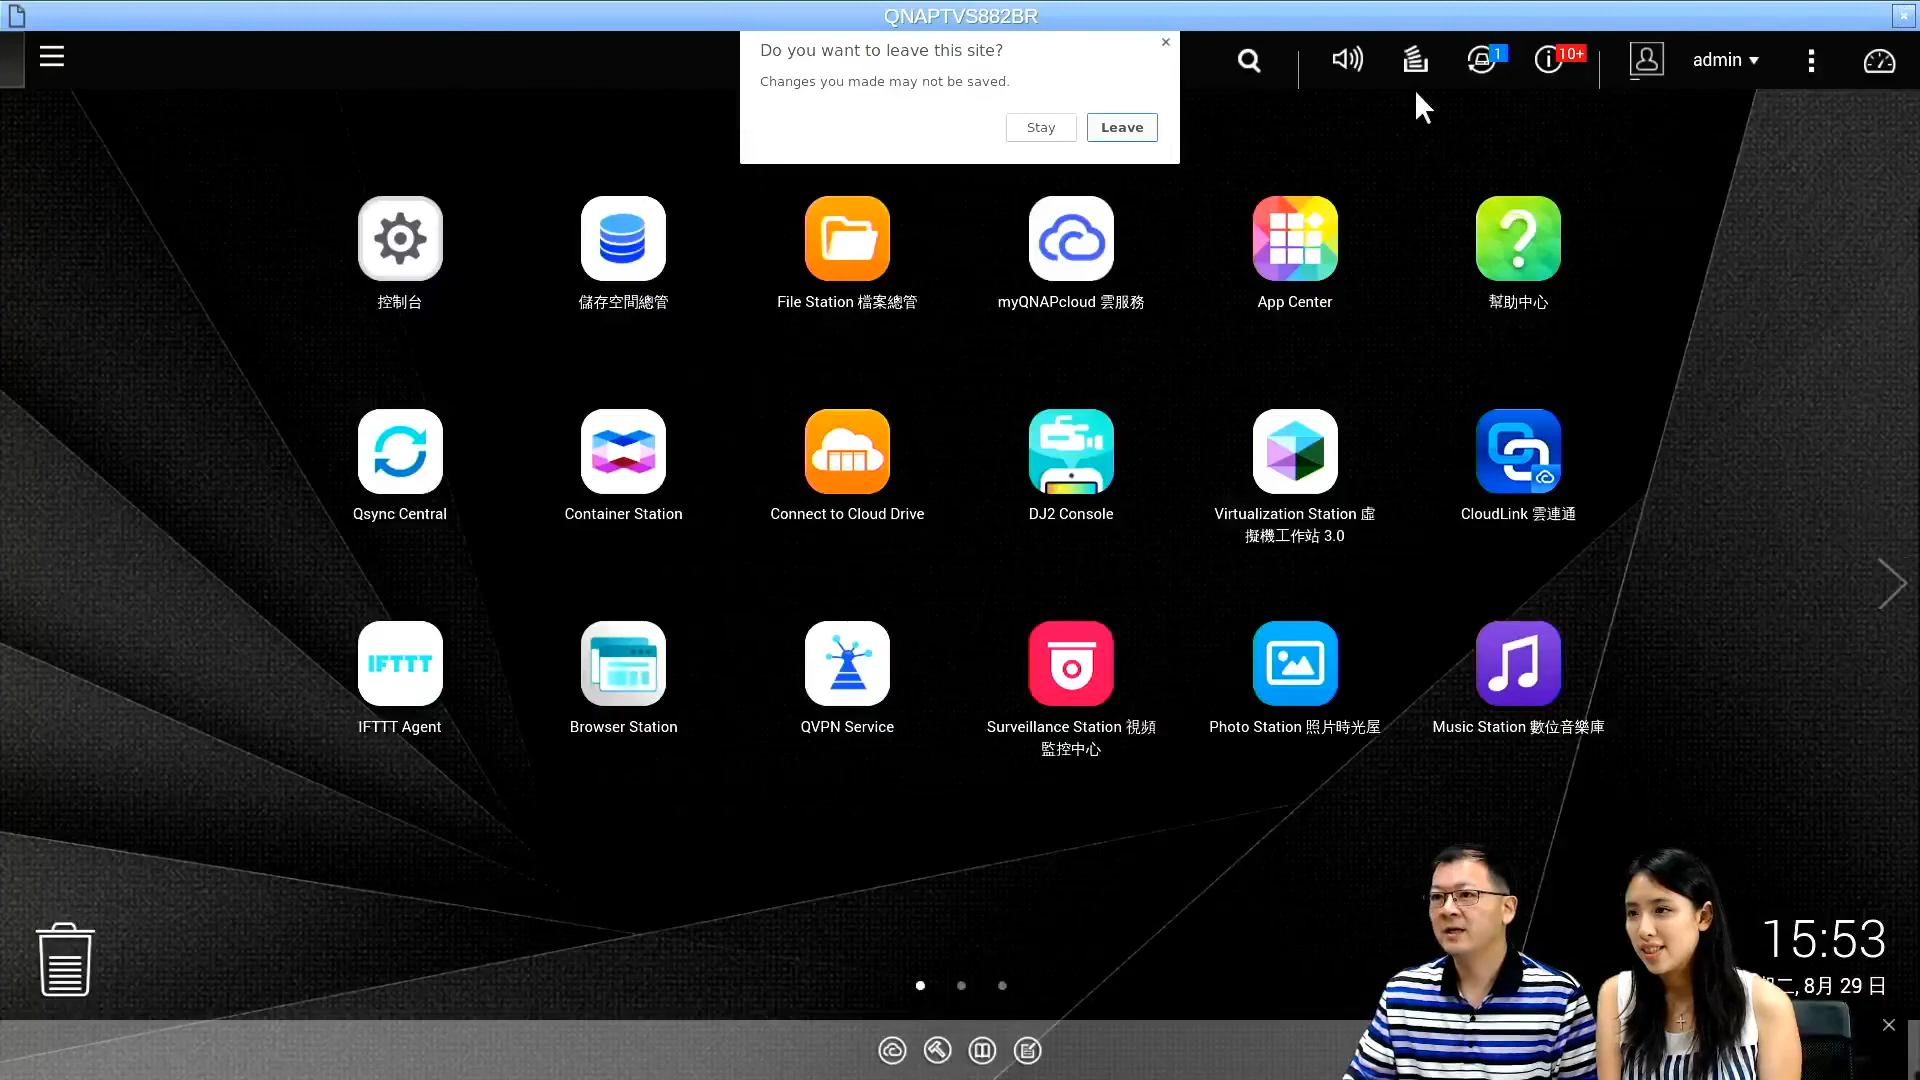 QNAPTVS882BR
Do you want to leave this site?
Changes you made may not be saved.
Stay
Leave
1
10+
admin
控制台
儲存空間總管
File Station 檔案總管
myQNAPcloud 雲服務
App Center
幫助中心
Qsync Central
Container Station
Connect to Cloud Drive
DJ2 Console
Virtualization Station 虛
擬機工作站 3.0
CloudLink 雲連通
IFTTT
IFTTT Agent
Browser Station
QVPN Service
Surveillance Station 視頻
監控中心
Photo Station 照片時光屋
Music Station 數位音樂庫
15:53
二, 8月 29 日